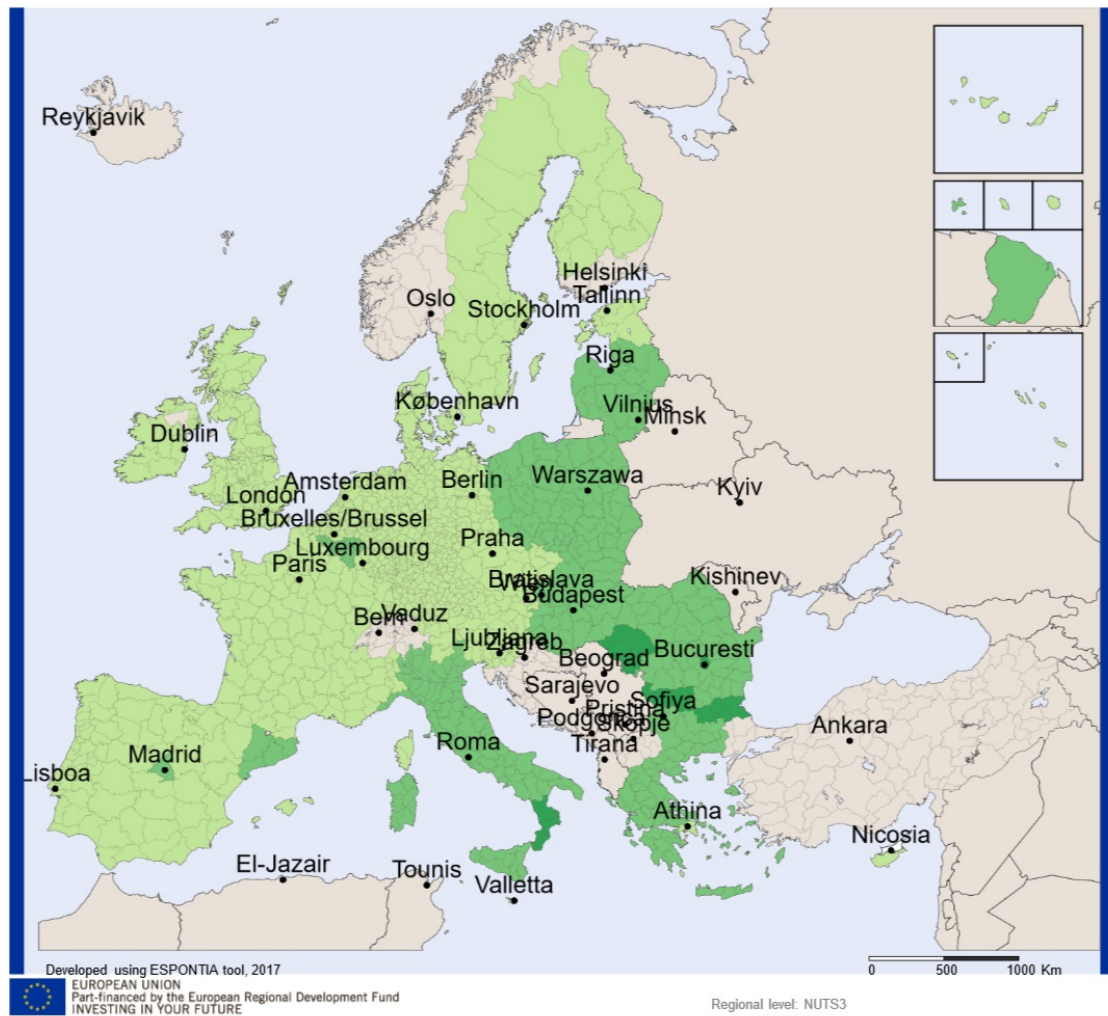 Reykjavik
Helsinki
Tallinn
Oslo
Stockholm
Riga
København
Vilnius
Minsk
Dublin
Amsterdam
Berlin
Warszawa
London
Kyiv
Bruxelles/Brussel
Praha
Luxembourg
Paris
Bratislava
Wien
Kishinev
Budapest
Bern
Vaduz
Ljubljana
Zagreb
Bucuresti
Beograd
Sarajevo
Sofiya
Pristina
Podgorica
Skopje
Ankara
Roma
Tirana
Madrid
Lisboa
Athina
Nicosia
El-Jazair
Tounis
Valletta
Developed using ESPONTIA tool, 2017
0 500 1000 Km
EUROPEAN UNION
Part-financed by the European Regional Development Fund
INVESTING IN YOUR FUTURE
Regional level: NUTS3